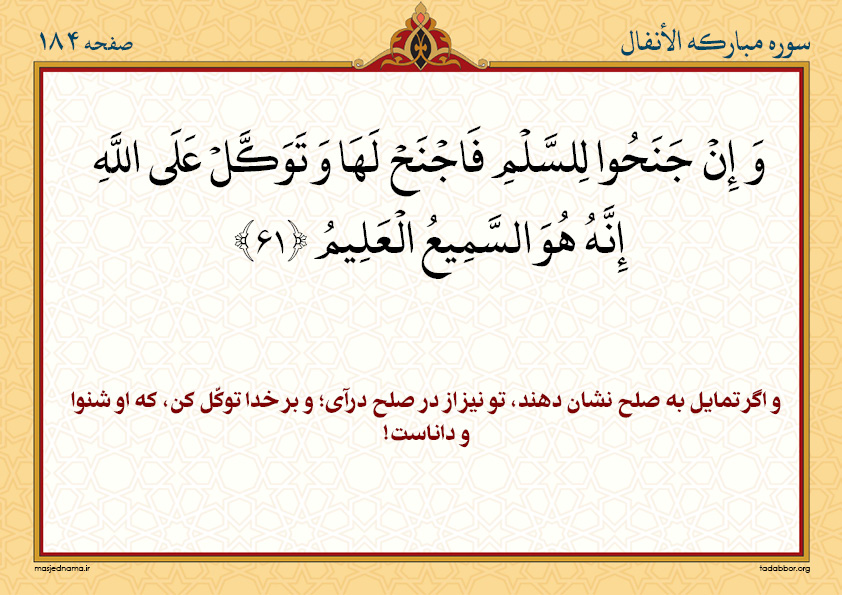 سوره مبارکه الأنفال
صفحه ۱۸۴
وَ إِنْ جَنَحُوا لِلسَّلْمِ فَاجْنَحْ لَهَا وَ تَوَكَّلْ عَلَى اللَّهِ
إِنَّهُ هُوَ السَّمِيعُ الْعَلِيمُ ﴿۶۱﴾
و اگر تمایل به صلح نشان دهند، تو نیز از در صلح درآی؛ و بر خدا توکّل کن، که او شنوا
و داناست!
masjednama.ir
tadabbor.org